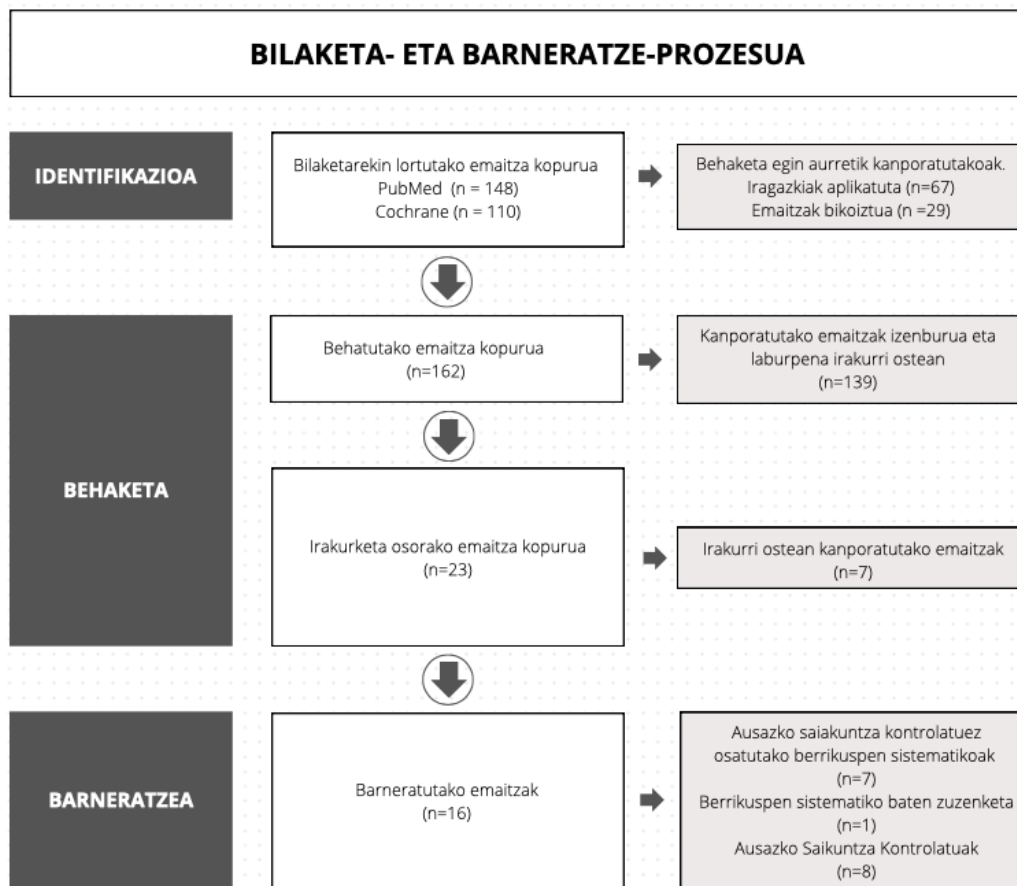 BILAKETA- ETA BARNERATZE-PROZESUA
IDENTIFIKAZIOA
Bilaketarekin lortutako emaitza kopurua
PubMed (n = 148)
Cochrane (n = 110)
Behaketa egin aurretik kanporatutakoak.
Iragazkiak aplikatuta (n=67)
Emaitzak bikoiztua (n =29)
BEHAKETA
Behatutako emaitza kopurua
(n=162)
Kanporatutako emaitzak izenburua eta
laburpena irakurri ostean
(n=139)
Irakurketa osorako emaitza kopurua
(n=23)
Irakurri ostean kanporatutako emaitzak
(n=7)
BARNERATZEA
Barneratutako emaitzak
(n=16)
Ausazko saiakuntza kontrolatuez
osatutako berrikuspen sistematikoak
(n=7)
Berrikuspen sistematiko baten zuzenketa
(n=1)
Ausazko Saikuntza Kontrolatuak
(n=8)